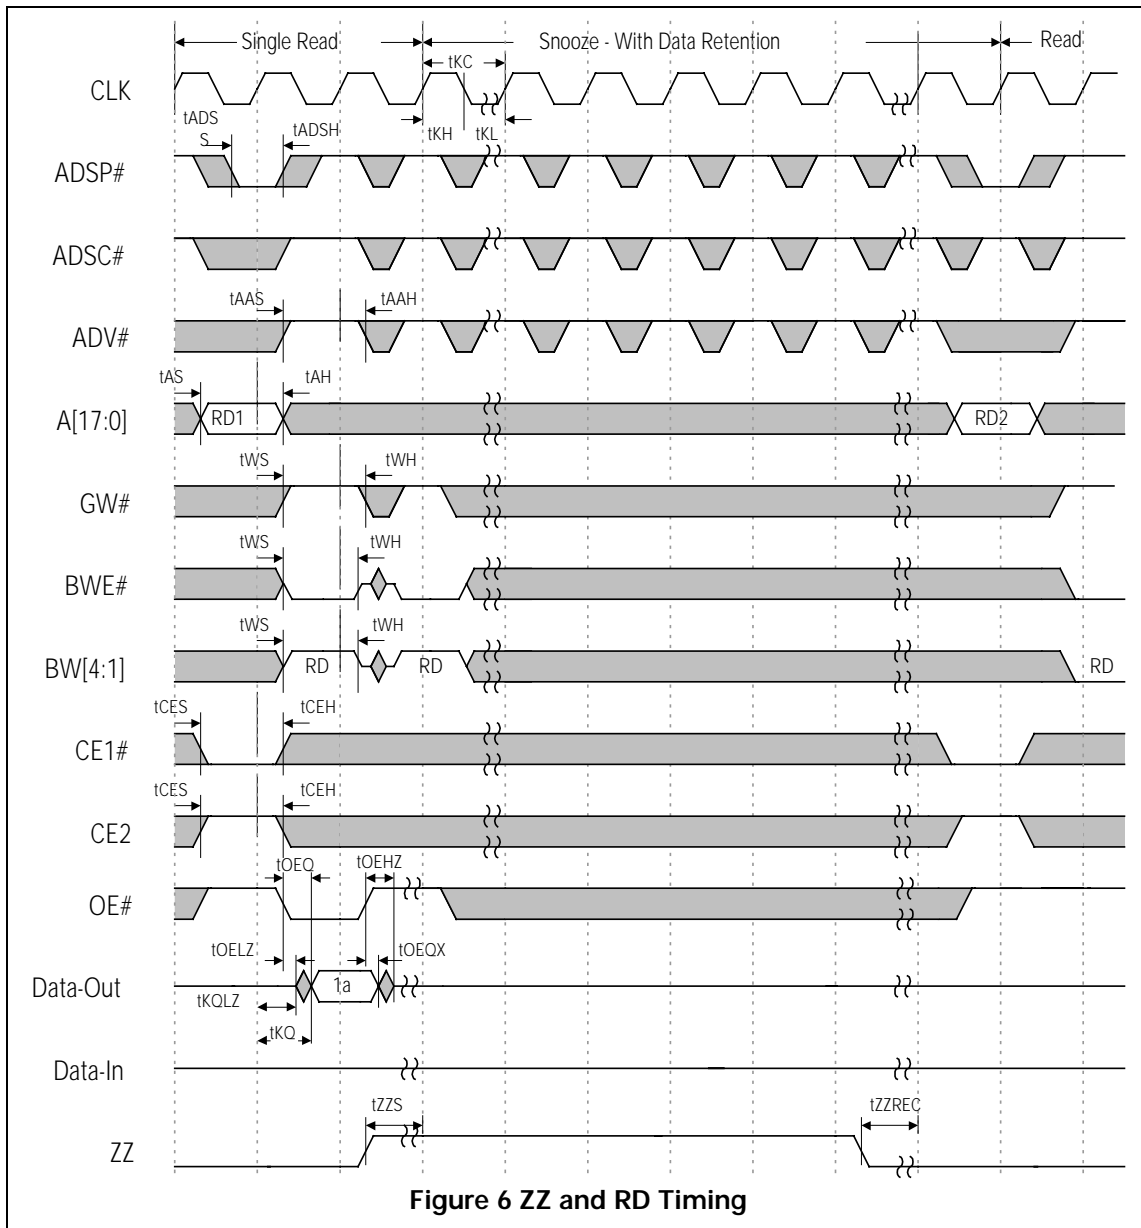 Single Read
Snooze - With Data Retention
Read
tKC
CLK
tADS
S
tADSH
tKH
tKL
ADSP#
ADSC#
tAAS
tAAH
ADV#
tAS
tAH
A[17:0]
RD1
RD2
tWS
tWH
GW#
tWS
tWH
BWE#
tWS
tWH
BW[4:1]
RD
RD
RD
tCES
tCEH
CE1#
tCES
tCEH
CE2
tOEQ
tOEHZ
OE#
tOELZ
tOEQX
Data-Out
1a
tKQLZ
tKQ
Data-In
tZZS
tZZREC
ZZ
Figure 6 ZZ and RD Timing